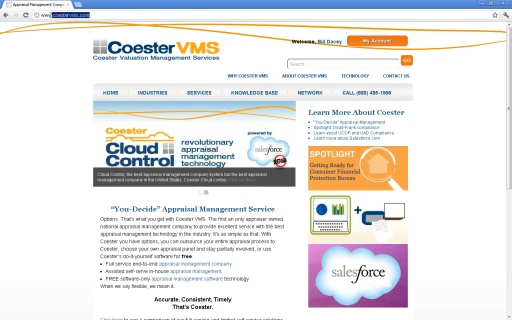 Appraisal Management Comp
www.coestervms.com
CoesterVMS
Coester Valuation Management Services
Welcome, Bill Dacey
My Account
Search
GO
WHY COESTER VMS ABOUT COESTER VMS TECHNOLOGY CONTACT US
HOME INDUSTRIES SERVICES KNOWLEDGE BASE NETWORK CALL (888) 485-1999
Coester
Cloud
CONTROL
revolutionary
appraisal
management
technology
powered by
salesforce
Cloud Control, the best appraisal management company system but the best appraisal
management company in the United States. Coester Cloud control.
Learn More About Coester
"You Decide" Appraisal Management
Spotlight Dodd-Frank compliance
Learn about UCDP and UAD Compliance
Learn more about Salesforce.com
SPOTLIGHT
Getting Ready for
Consumer Financial
Protection Bureau
salesforce
"You-Decide" Appraisal Management Service
Options. That's what you get with Coester VMS. The first an only appraiser owned
national appraisal management company to provide excellent service with the best
appraisal management technology in the industry. It's as simple as that. With
Coester you have options, you can outsource your entire appraisal process to
Coester, choose your own appraisal panel and stay partially involved, or use
Coester's do-it-yourself software for free.
Full service end-to-end appraisal management company
Assisted self-serve in-house appraisal management
FREE software-only appraisal management software technology
When we say flexible, we mean it.
Accurate, Consistent, Timely
That's Coester.